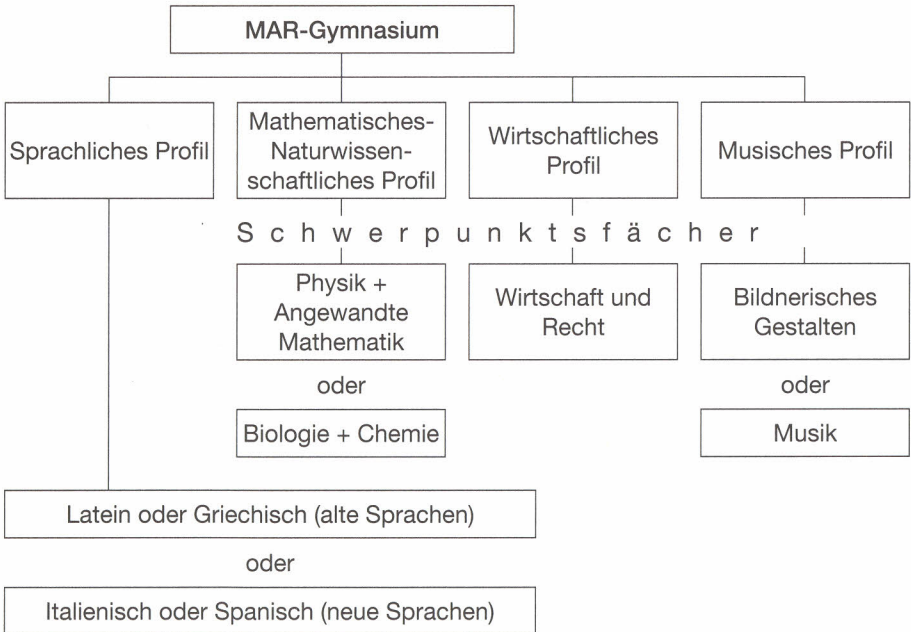 MAR-Gymnasium
Sprachliches Profil
Mathematisches-
Naturwissen-
schaftliches Profil
Wirtschaftliches
Profil
Musisches Profil
Schwerpunktsfächer
Physik +
Angewandte
Mathematik
oder
Biologie + Chemie
Wirtschaft und
Recht
Bildnerisches
Gestalten
oder
Musik
Latein oder Griechisch (alte Sprachen)
oder
Italienisch oder Spanisch (neue Sprachen)